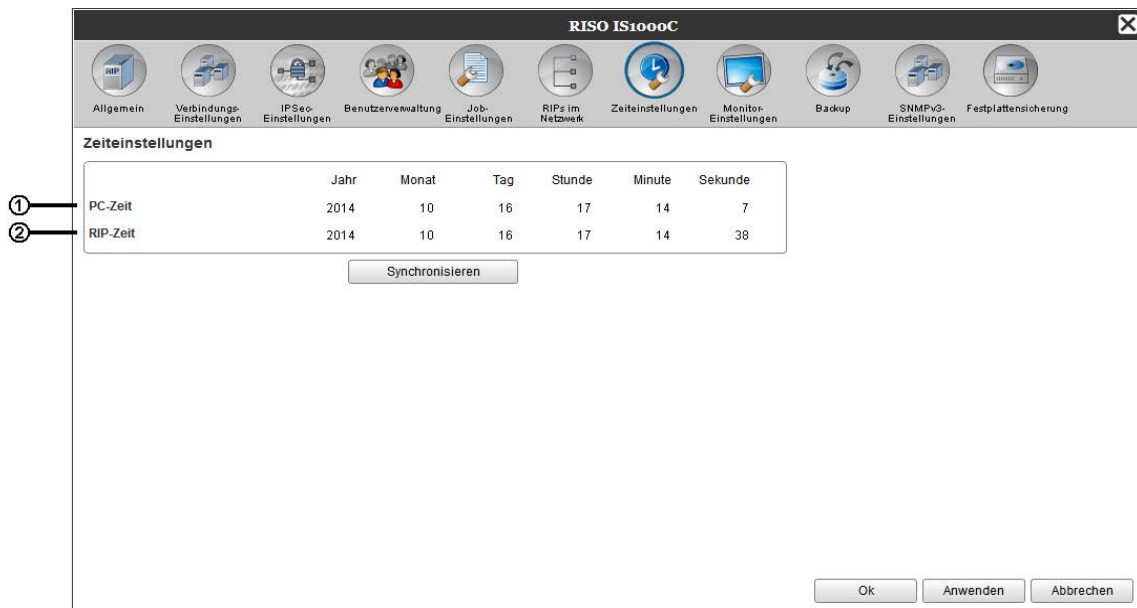 RISO IS1000C
RIP
Allgemein
Verbindungs-
Einstellungen
IPSec-
Einstellungen
Benutzerverwaltung
Job-
Einstellungen
RIPs im
Netzwerk
Zeiteinstellungen
Monitor-
Einstellungen
Backup
SNMPv3-
Einstellungen
Festplattensicherung
Zeiteinstellungen
Jahr Monat Tag Stunde Minute Sekunde
① PC-Zeit 2014 10 16 17 14 7
② RIP-Zeit 2014 10 16 17 14 38
Synchronisieren
Ok Anwenden Abbrechen